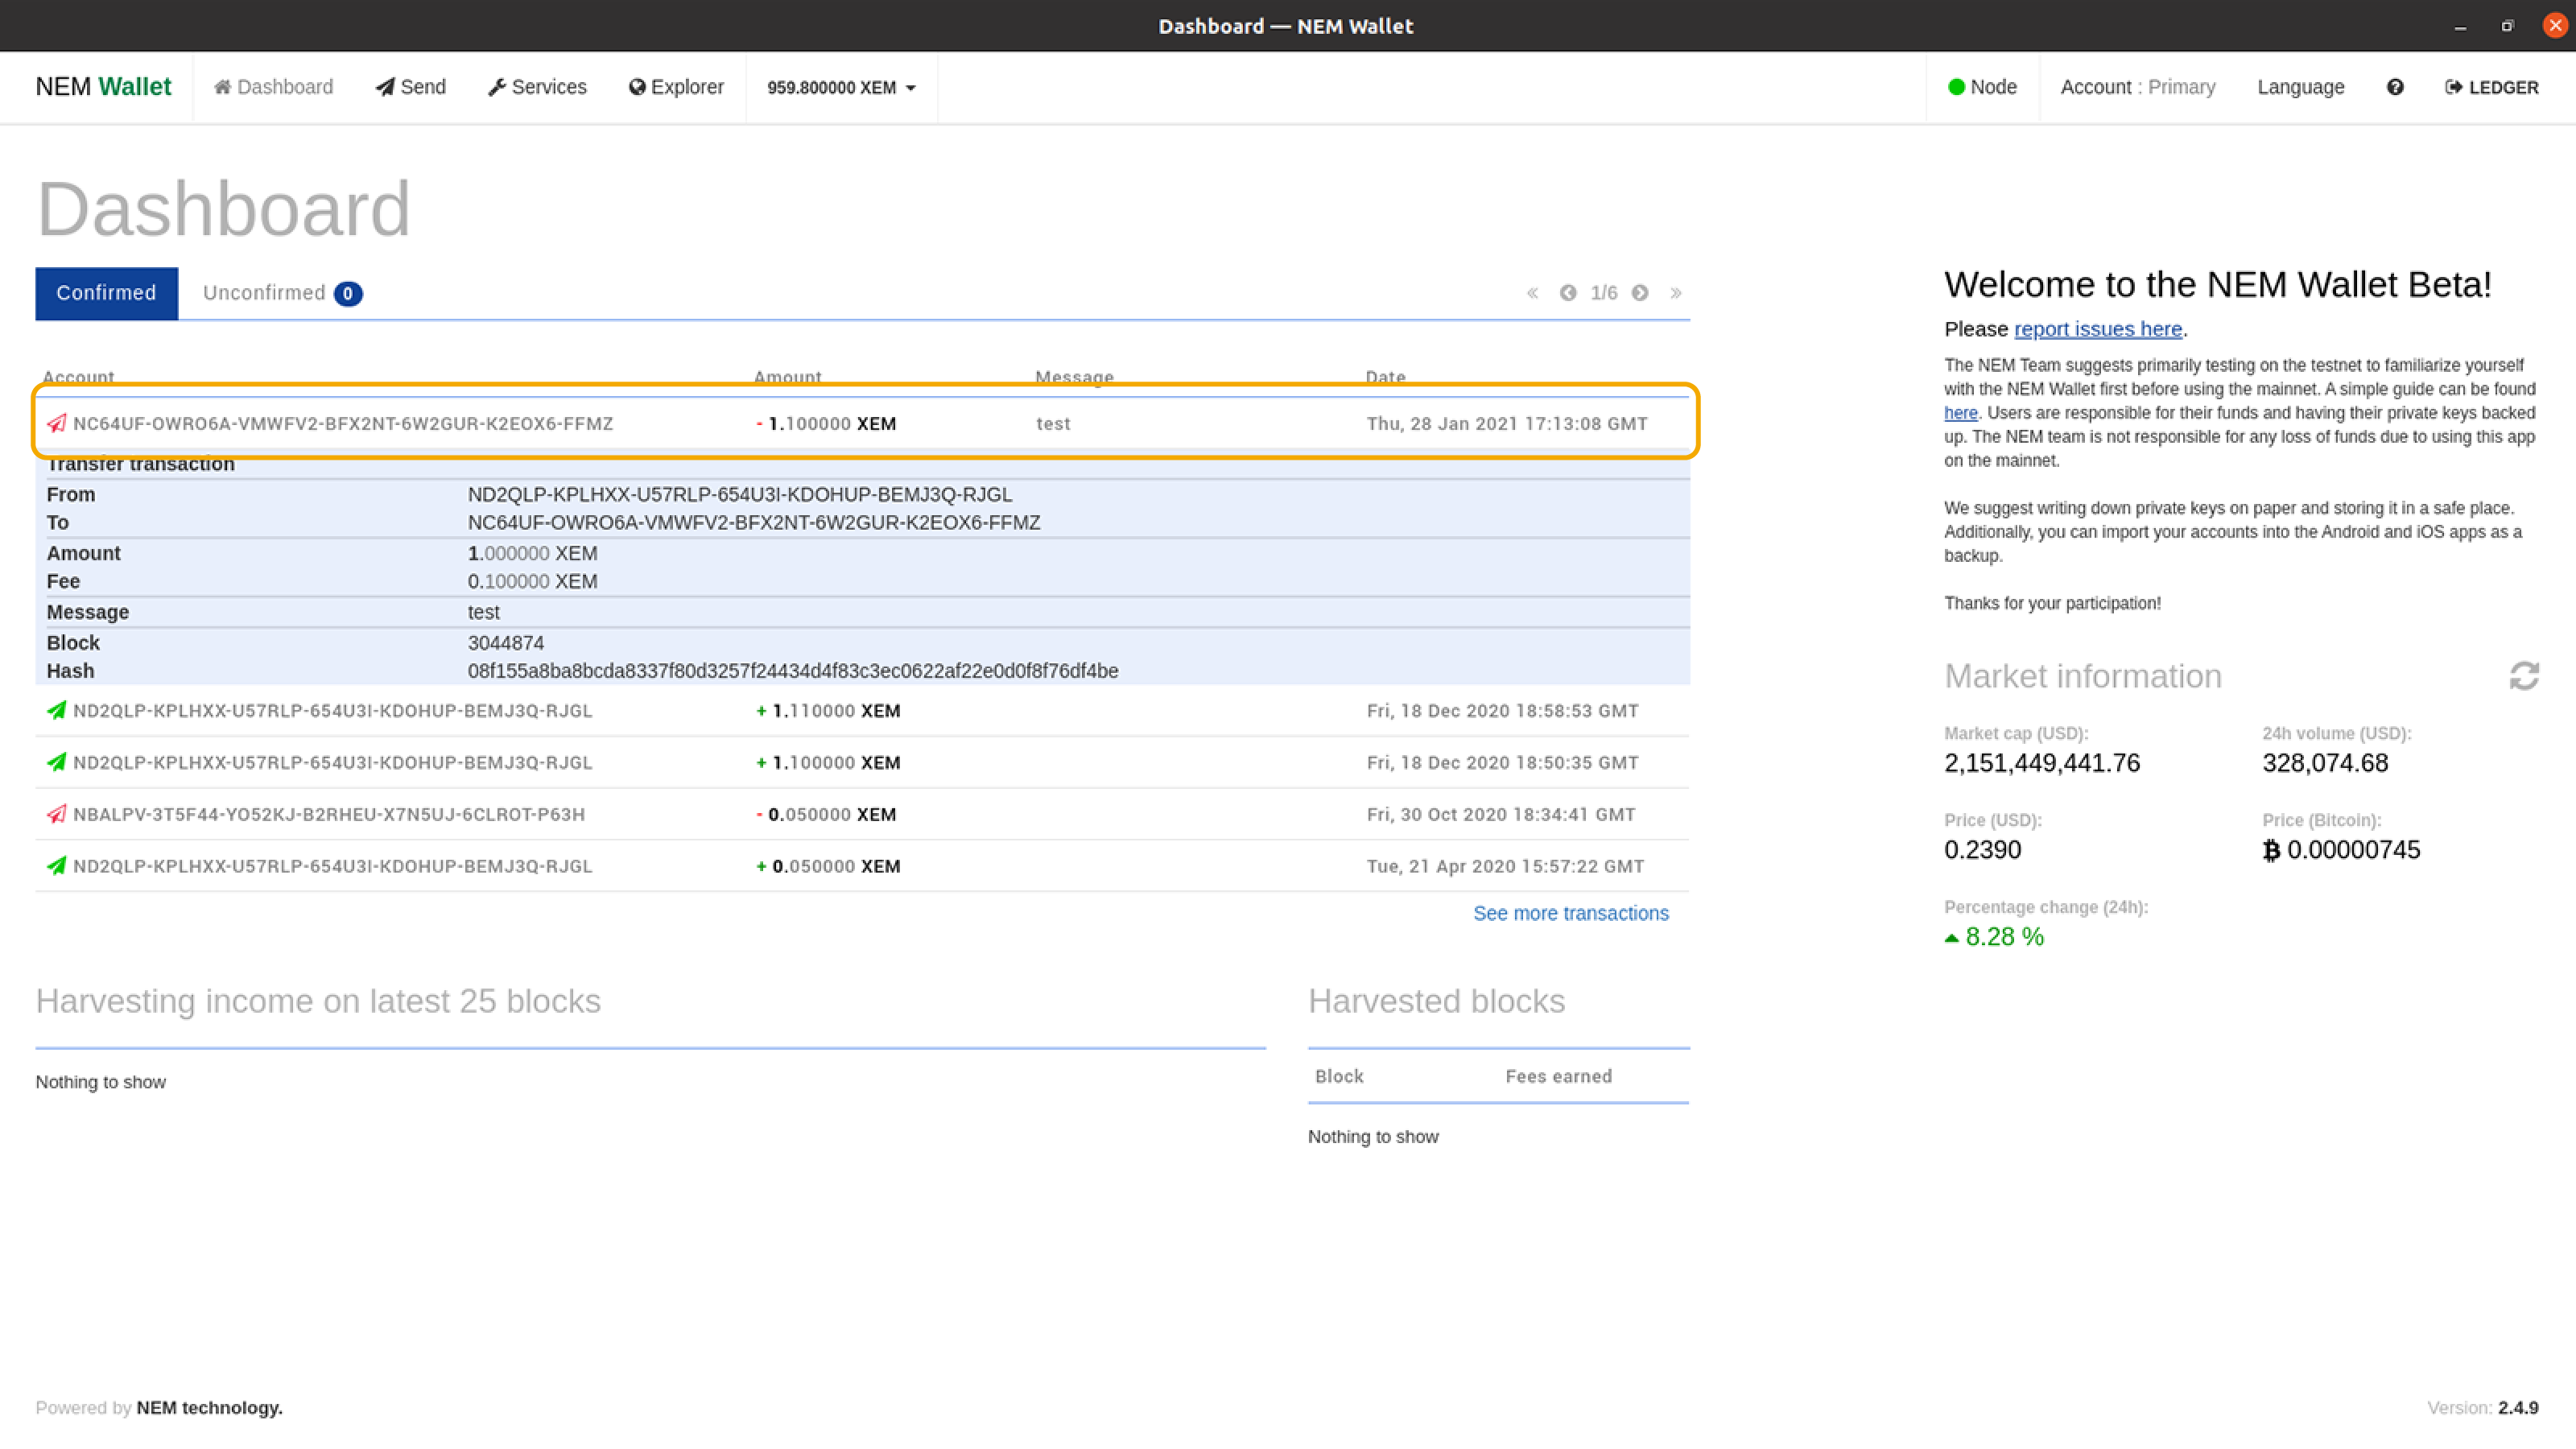 Dashboard — NEM Wallet
NEM Wallet Dashboard Send Services Explorer 959.800000 XEM Node Account : Primary Language LEDGER
Dashboard
Confirmed Unconfirmed 0 « 1/6 »
Account Amount Message Date
NC64UF-OWRO6A-VMWFV2-BFX2NT-6W2GUR-K2EOX6-FFMZ - 1.100000 XEM test Thu, 28 Jan 2021 17:13:08 GMT
Transfer transaction
From ND2QLP-KPLHXX-U57RLP-654U3I-KDOHUP-BEMJ3Q-RJGL
To NC64UF-OWRO6A-VMWFV2-BFX2NT-6W2GUR-K2EOX6-FFMZ
Amount 1.000000 XEM
Fee 0.100000 XEM
Message test
Block 3044874
Hash 08f155a8ba8bcda8337f80d3257f24434d4f83c3ec0622af22e0d0f8f76df4be
ND2QLP-KPLHXX-U57RLP-654U3I-KDOHUP-BEMJ3Q-RJGL + 1.110000 XEM Fri, 18 Dec 2020 18:58:53 GMT
ND2QLP-KPLHXX-U57RLP-654U3I-KDOHUP-BEMJ3Q-RJGL + 1.100000 XEM Fri, 18 Dec 2020 18:50:35 GMT
NBALPV-3T5F44-YO52KJ-B2RHEU-X7N5UJ-6CLROT-P63H - 0.050000 XEM Fri, 30 Oct 2020 18:34:41 GMT
ND2QLP-KPLHXX-U57RLP-654U3I-KDOHUP-BEMJ3Q-RJGL + 0.050000 XEM Tue, 21 Apr 2020 15:57:22 GMT
See more transactions
Harvesting income on latest 25 blocks
Nothing to show
Harvested blocks
Block Fees earned
Nothing to show
Welcome to the NEM Wallet Beta!
Please report issues here.
The NEM Team suggests primarily testing on the testnet to familiarize yourself
with the NEM Wallet first before using the mainnet. A simple guide can be found
here. Users are responsible for their funds and having their private keys backed
up. The NEM team is not responsible for any loss of funds due to using this app
on the mainnet.
We suggest writing down private keys on paper and storing it in a safe place.
Additionally, you can import your accounts into the Android and iOS apps as a
backup.
Thanks for your participation!
Market information
Market cap (USD): 24h volume (USD):
2,151,449,441.76 328,074.68
Price (USD): Price (Bitcoin):
0.2390 ₿ 0.00000745
Percentage change (24h):
8.28 %
Powered by NEM technology. Version: 2.4.9